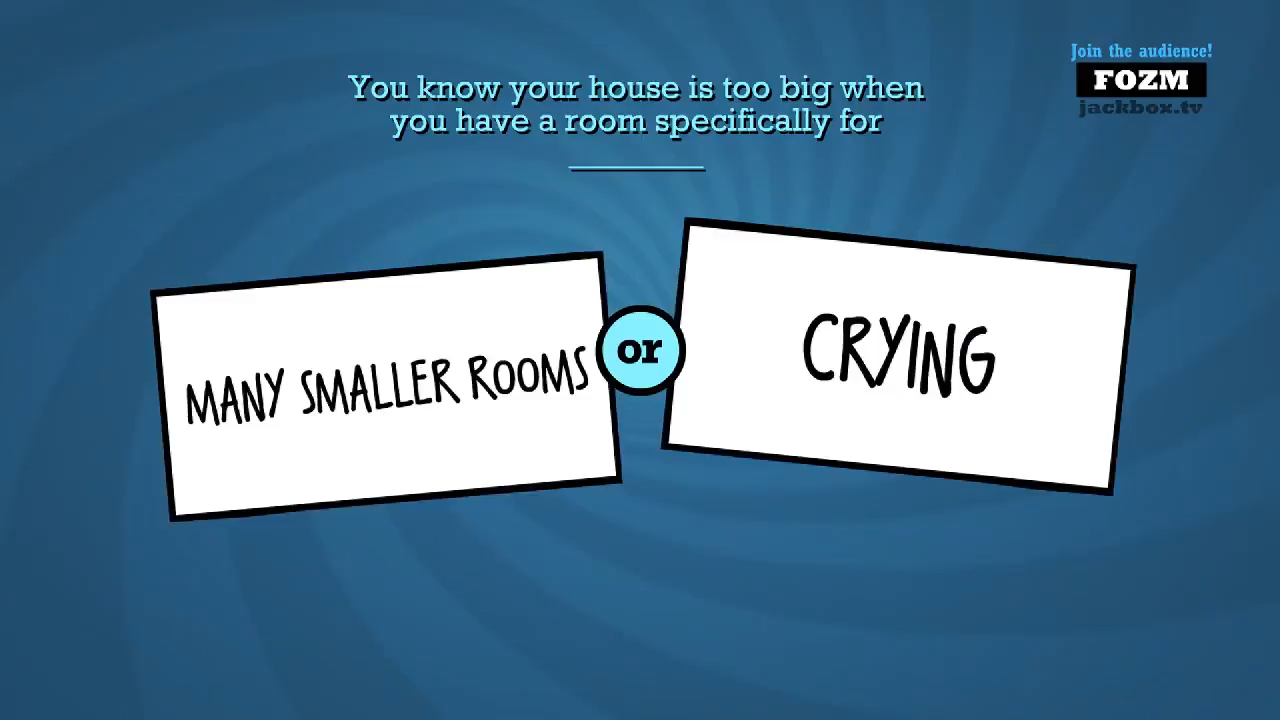 Join the audience!
FOZM
jackbox.tv
You know your house is too big when
you have a room specifically for
MANY SMALLER ROOMS
or
CRYING